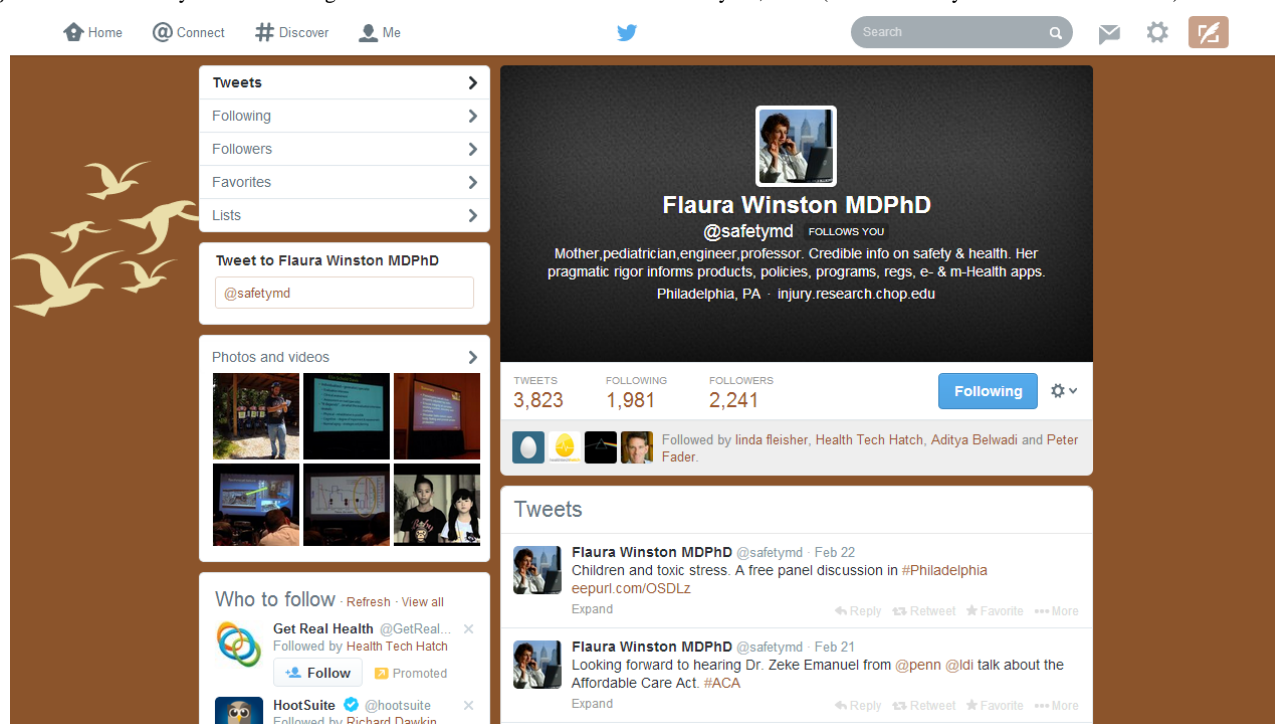 Home
Connect
Discover
Me
Search
Tweets
Following
Followers
Favorites
Lists
Tweet to Flaura Winston MDPhD
@safetymd
Photos and videos
Who to follow · Refresh · View all
Get Real Health @GetReal...
Followed by Health Tech Hatch
Follow
Promoted
HootSuite @hootsuite
Followed by Richard Dawkin
Flaura Winston MDPhD
@safetymd FOLLOWS YOU
Mother,pediatrician,engineer,professor. Credible info on safety & health. Her
pragmatic rigor informs products, policies, programs, regs, e- & m-Health apps.
Philadelphia, PA · injury.research.chop.edu
TWEETS FOLLOWING FOLLOWERS
3,823 1,981 2,241
Following
Followed by linda fleisher, Health Tech Hatch, Aditya Belwadi and Peter
Fader.
Tweets
Flaura Winston MDPhD @safetymd · Feb 22
Children and toxic stress. A free panel discussion in #Philadelphia
eepurl.com/OSDLz
Expand Reply Retweet Favorite More
Flaura Winston MDPhD @safetymd · Feb 21
Looking forward to hearing Dr. Zeke Emanuel from @penn @ldi talk about the
Affordable Care Act. #ACA
Expand Reply Retweet Favorite More